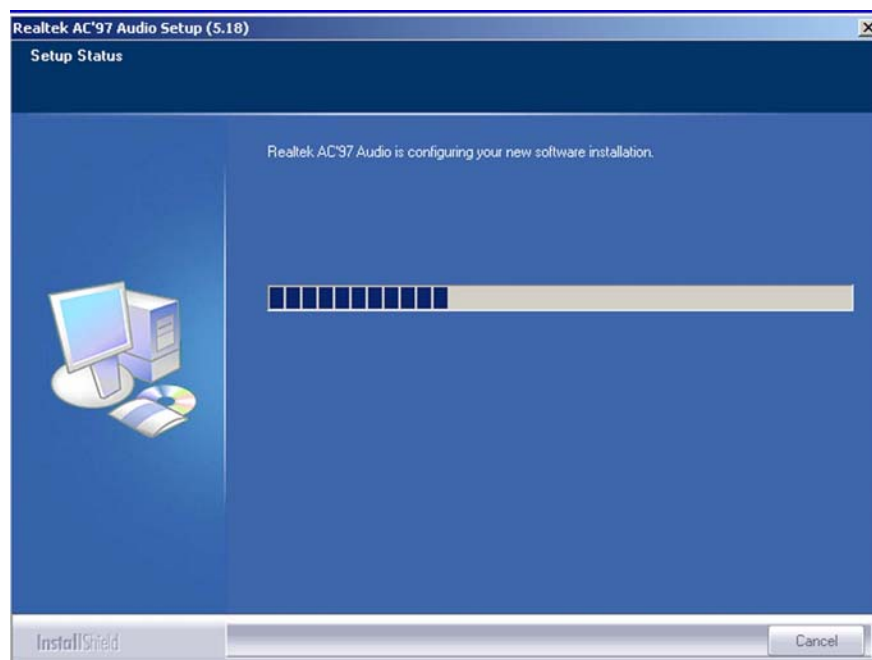 Realtek AC'97 Audio Setup (5.18)
Setup Status
Realtek AC'97 Audio is configuring your new software installation.
InstallShield
Cancel